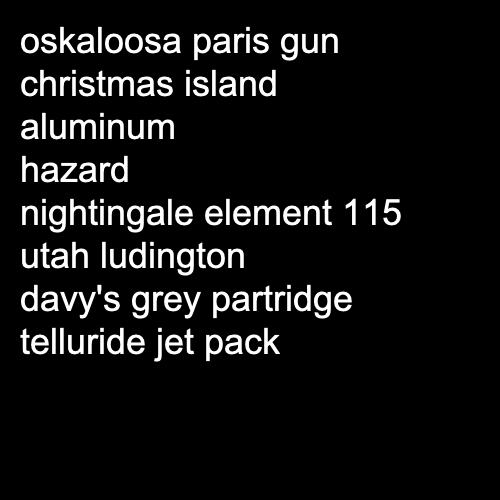 oskaloosa paris gun
christmas island
aluminum
hazard
nightingale element 115
utah ludington
davy's grey partridge
telluride jet pack